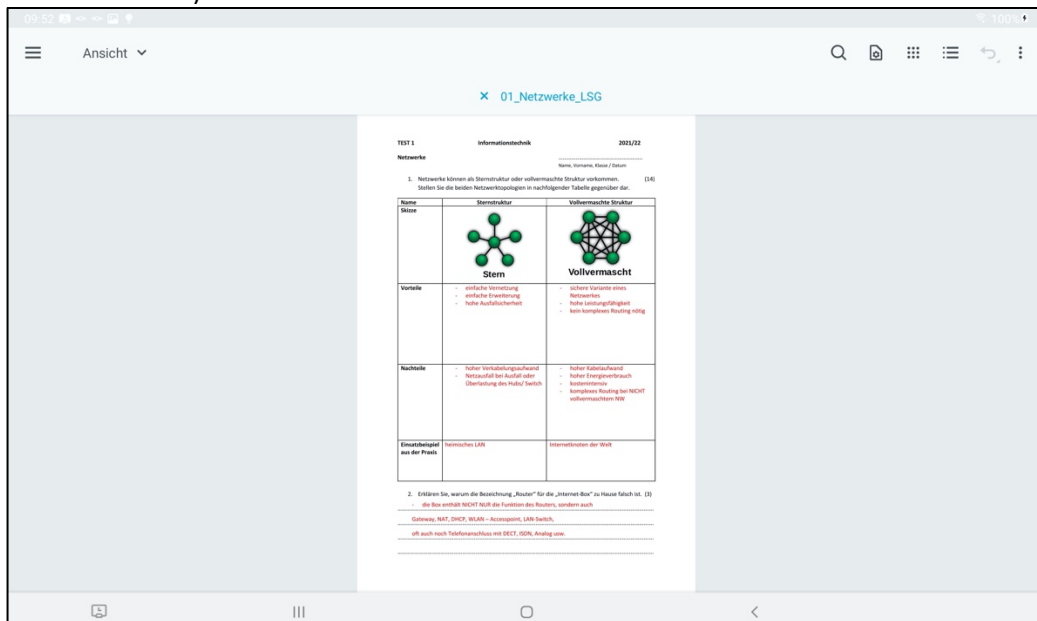 09:52
100%
Ansicht
× 01_Netzwerke_LSG
TEST 1 Informationstechnik 2021/22
Netzwerke
Name, Vorname, Klasse / Datum
1. Netzwerke können als Sternstruktur oder vollvermaschte Struktur vorkommen. (14)
Stellen Sie die beiden Netzwerktopologien in nachfolgender Tabelle gegenüber dar.
Name Sternstruktur Vollvermaschte Struktur
Skizze
Stern Vollvermascht
Vorteile
- einfache Vernetzung
- einfache Erweiterung
- hohe Ausfallsicherheit
- sichere Variante eines
Netzwerkes
- hohe Leistungsfähigkeit
- kein komplexes Routing nötig
Nachteile
- hoher Verkabelungsaufwand
- Netzausfall bei Ausfall oder
Überlastung des Hubs/ Switch
- hoher Kabelaufwand
- hoher Energieverbrauch
- kostenintensiv
- komplexes Routing bei NICHT
vollvermaschtem NW
Einsatzbeispiel
aus der Praxis
heimisches LAN
Internetknoten der Welt
2. Erklären Sie, warum die Bezeichnung „Router" für die „Internet-Box" zu Hause falsch ist. (3)
- die Box enthält NICHT NUR die Funktion des Routers, sondern auch
Gateway, NAT, DHCP, WLAN – Accesspoint, LAN-Switch,
oft auch noch Telefonanschluss mit DECT, ISDN, Analog usw.